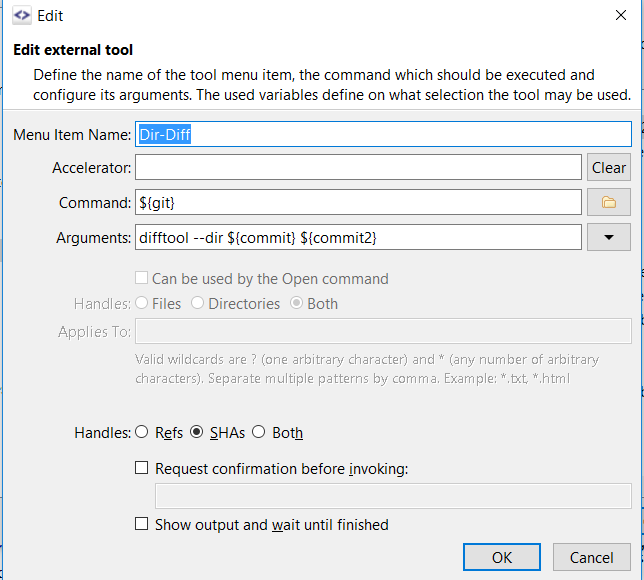 Edit
Edit external tool
Define the name of the tool menu item, the command which should be executed and
configure its arguments. The used variables define on what selection the tool may be used.
Menu Item Name: Dir-Diff
Accelerator: Clear
Command: ${git}
Arguments: difftool --dir ${commit} ${commit2}
Can be used by the Open command
Handles: Files Directories Both
Applies To:
Valid wildcards are ? (one arbitrary character) and * (any number of arbitrary
characters). Separate multiple patterns by comma. Example: *.txt, *.html
Handles: Refs SHAs Both
Request confirmation before invoking:
Show output and wait until finished
OK Cancel